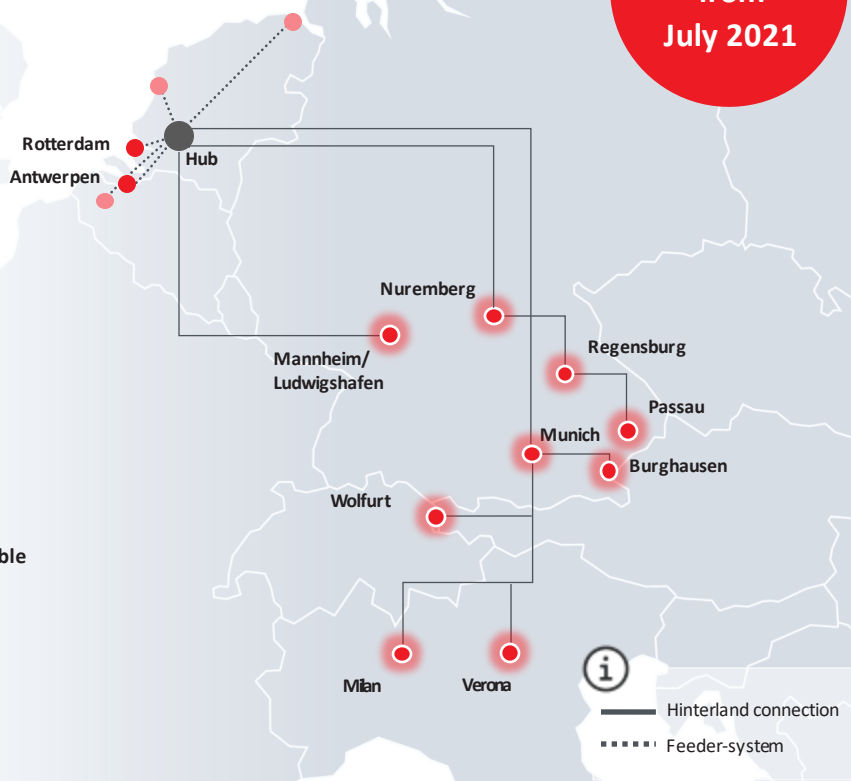 July 2021
Rotterdam
Hub
Antwerpen
Nuremberg
Regensburg
Mannheim/
Ludwigshafen
Passau
Munich
Burghausen
Wolfurt
Milan
Verona
i
Hinterland connection
Feeder-system